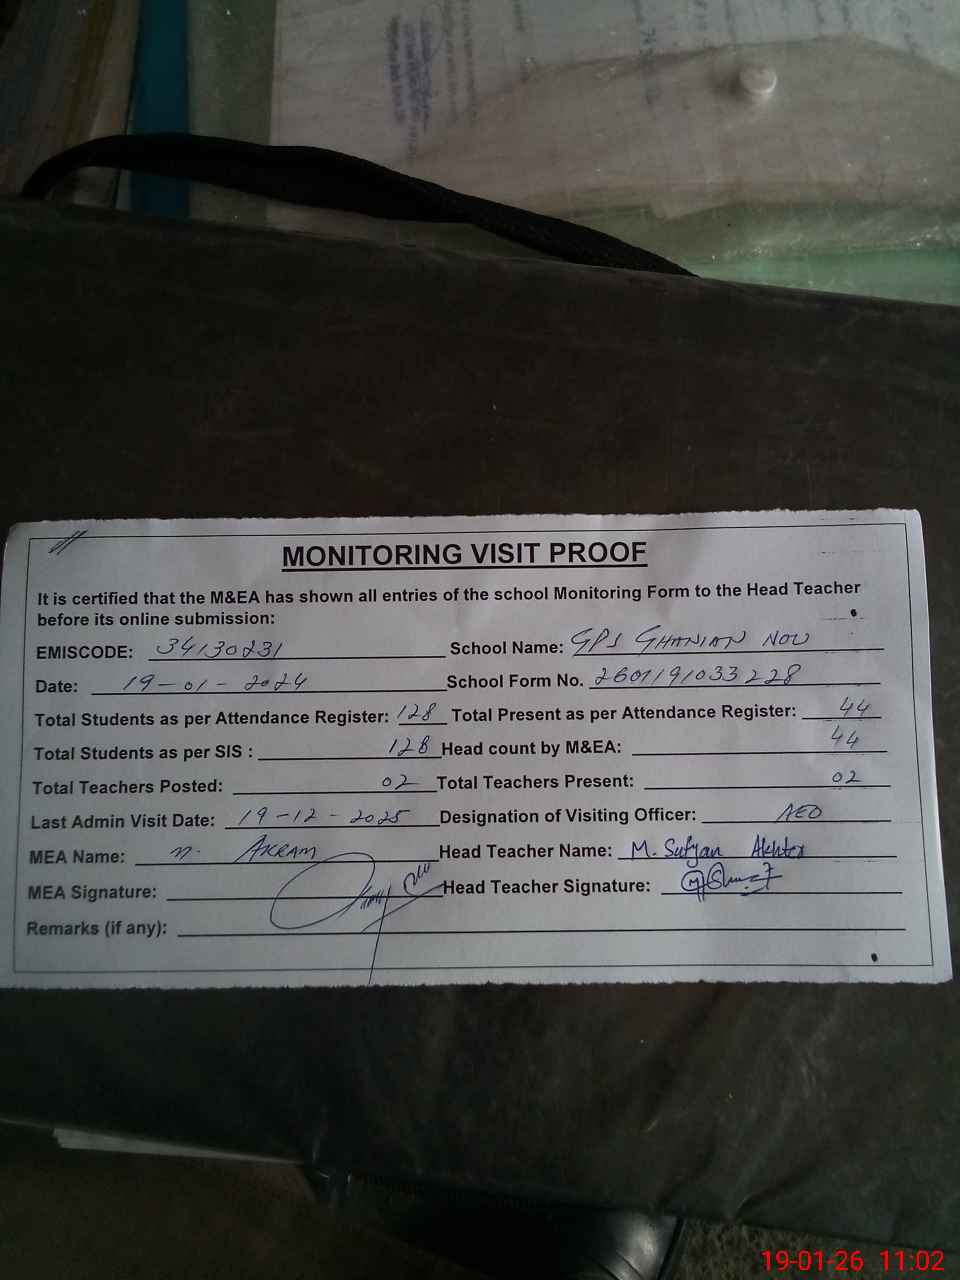 MONITORING VISIT PROOF
It is certified that the M&EA has shown all entries of the school Monitoring Form to the Head Teacher
before its online submission:
EMISCODE: 34130231 School Name: GPS GHANIAN NOU
Date: 19-01-2024 School Form No. 2601191033228
Total Students as per Attendance Register: 128 Total Present as per Attendance Register: 44
Total Students as per SIS : 128 Head count by M&EA: 44
Total Teachers Posted: 02 Total Teachers Present: 02
Last Admin Visit Date: 19-12-2025 Designation of Visiting Officer: AEO
MEA Name: M. AKRAM Head Teacher Name: M. Sufyan Akhter
MEA Signature: Head Teacher Signature:
Remarks (if any):
19-01-26 11:02